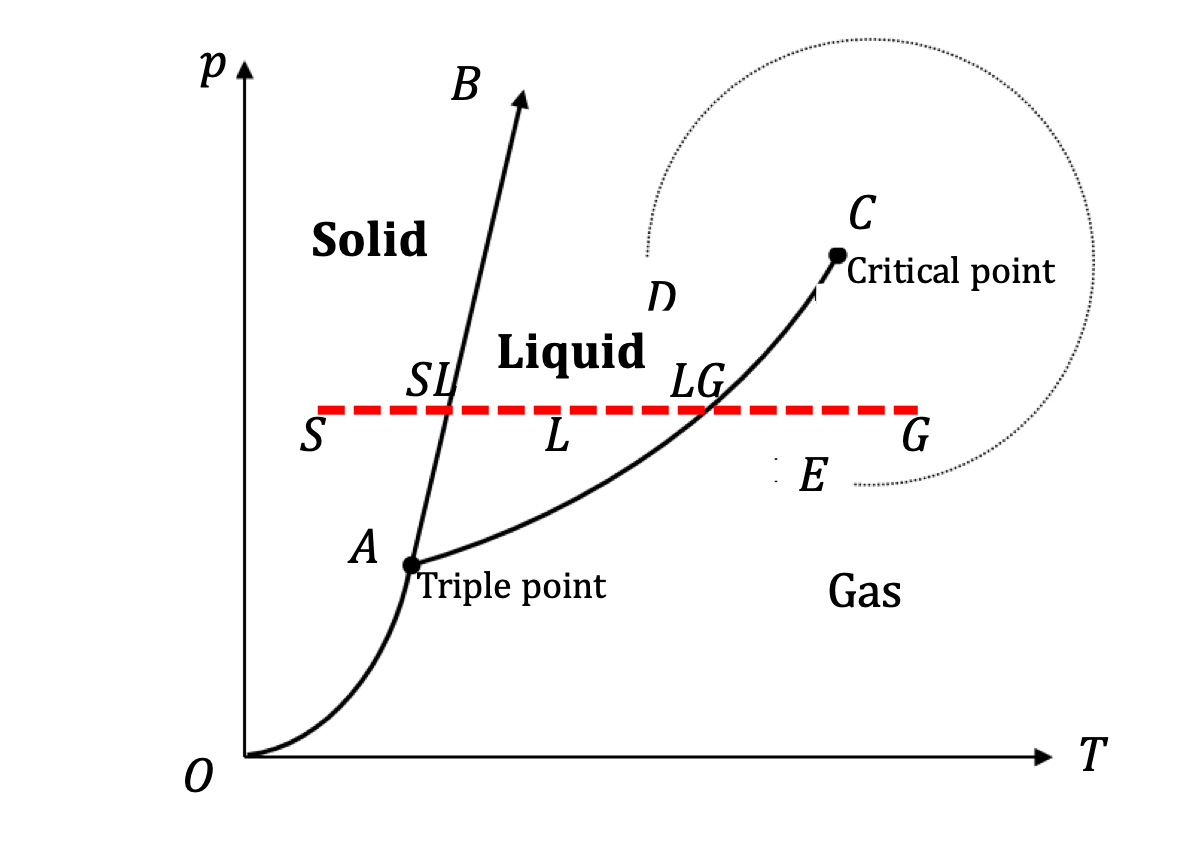 p
B
C
Solid
Critical point
D
Liquid
SL
LG
S
L
G
E
A
Triple point
Gas
O
T